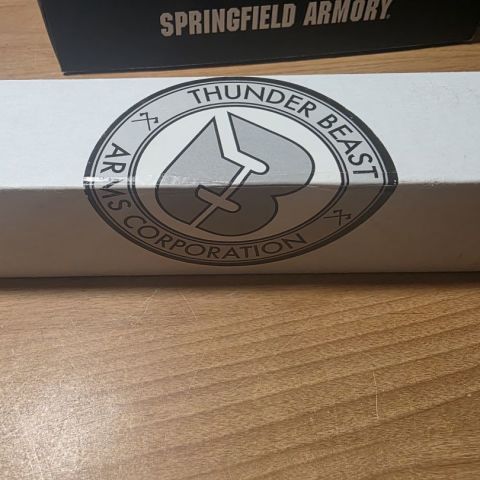 SPRINGFIELD ARMORY®
THUNDER BEAST
ARMS CORPORATION